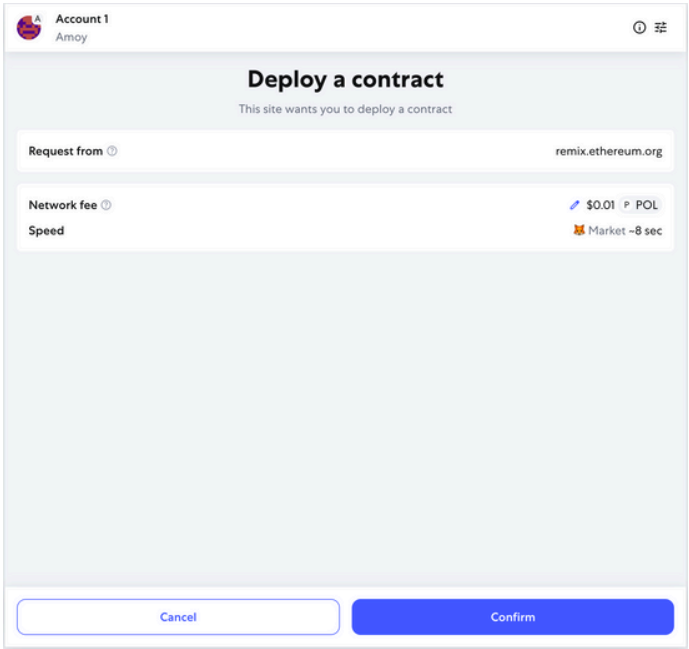 A
Account 1
Amoy
Deploy a contract
This site wants you to deploy a contract
Request from remix.ethereum.org
Network fee $0.01 P POL
Speed Market ~8 sec
Cancel Confirm